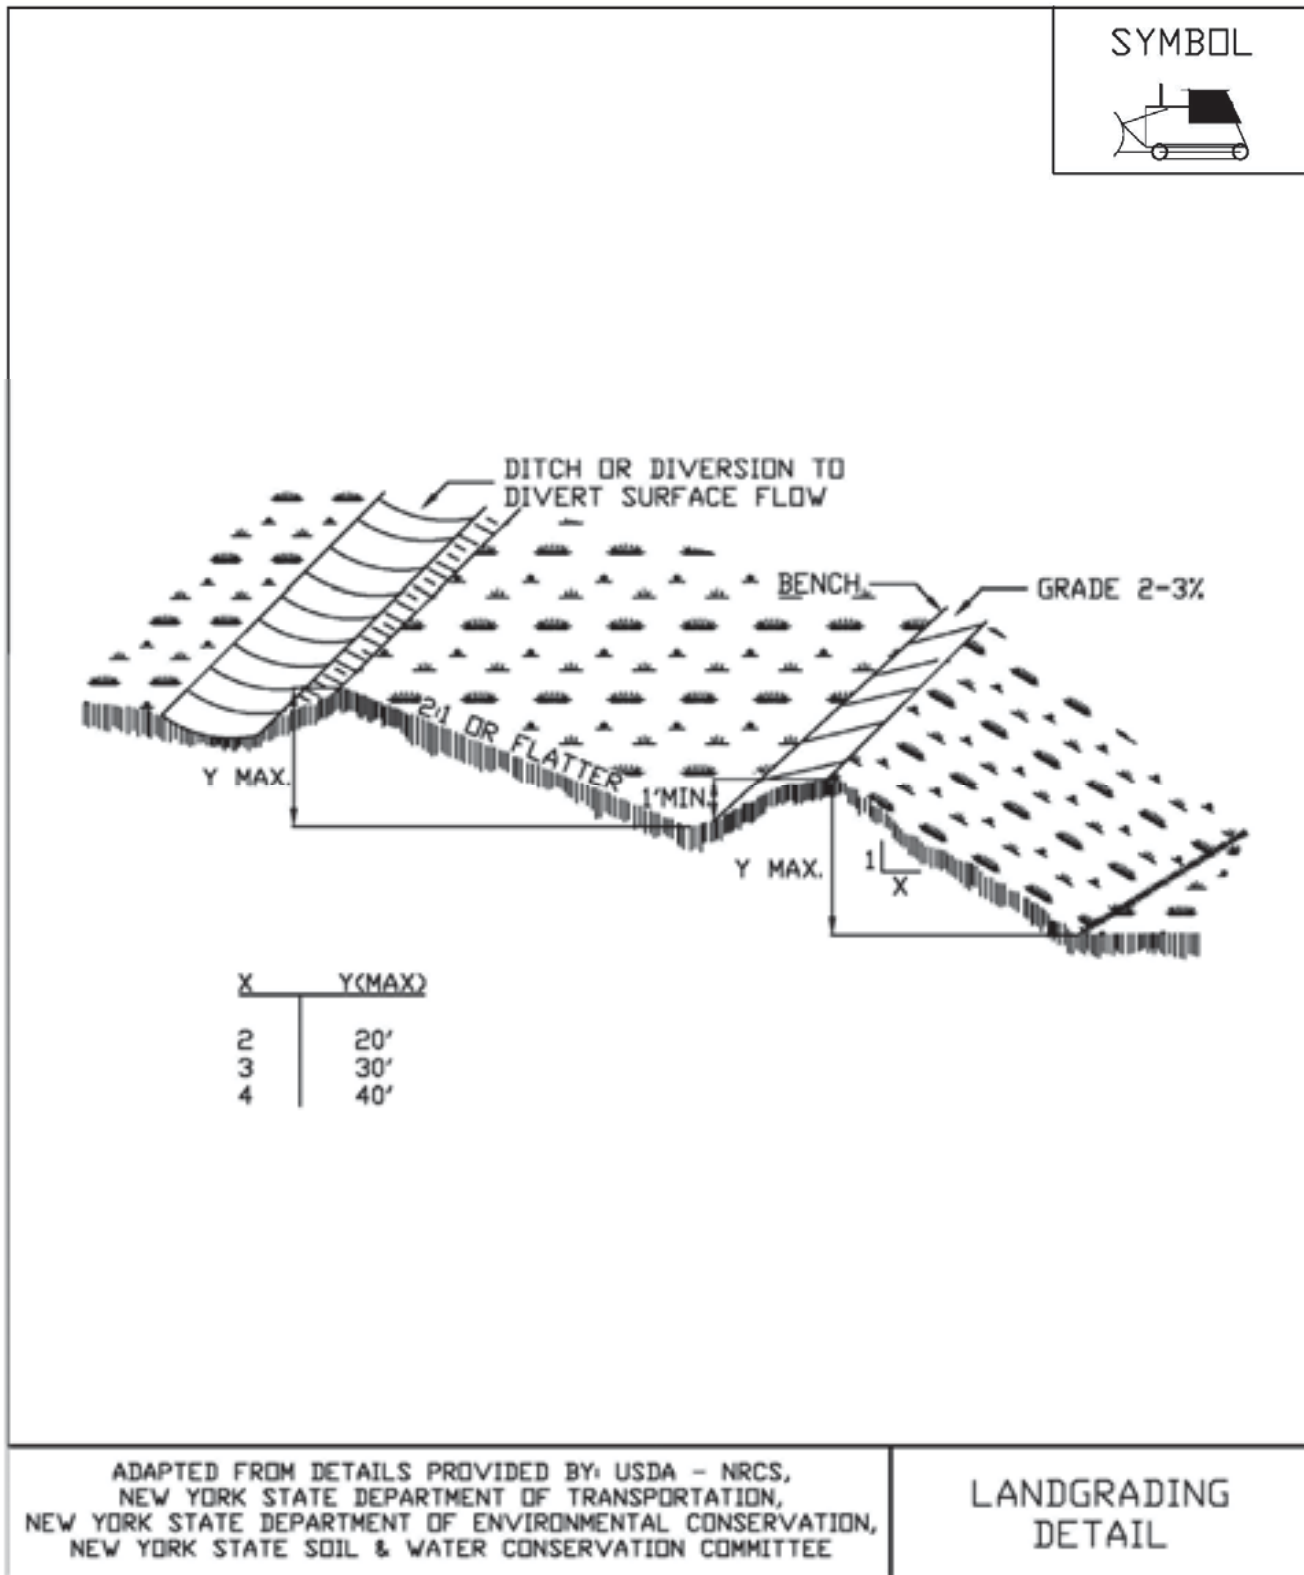 SYMBOL
DITCH OR DIVERSION TO
DIVERT SURFACE FLOW
BENCH
GRADE 2-3%
2:1 OR FLATTER
Y MAX.
1'MIN.
Y MAX.
1
X
X Y(MAX)
2 20'
3 30'
4 40'
ADAPTED FROM DETAILS PROVIDED BY: USDA - NRCS,
NEW YORK STATE DEPARTMENT OF TRANSPORTATION,
NEW YORK STATE DEPARTMENT OF ENVIRONMENTAL CONSERVATION,
NEW YORK STATE SOIL & WATER CONSERVATION COMMITTEE
LANDGRADING
DETAIL